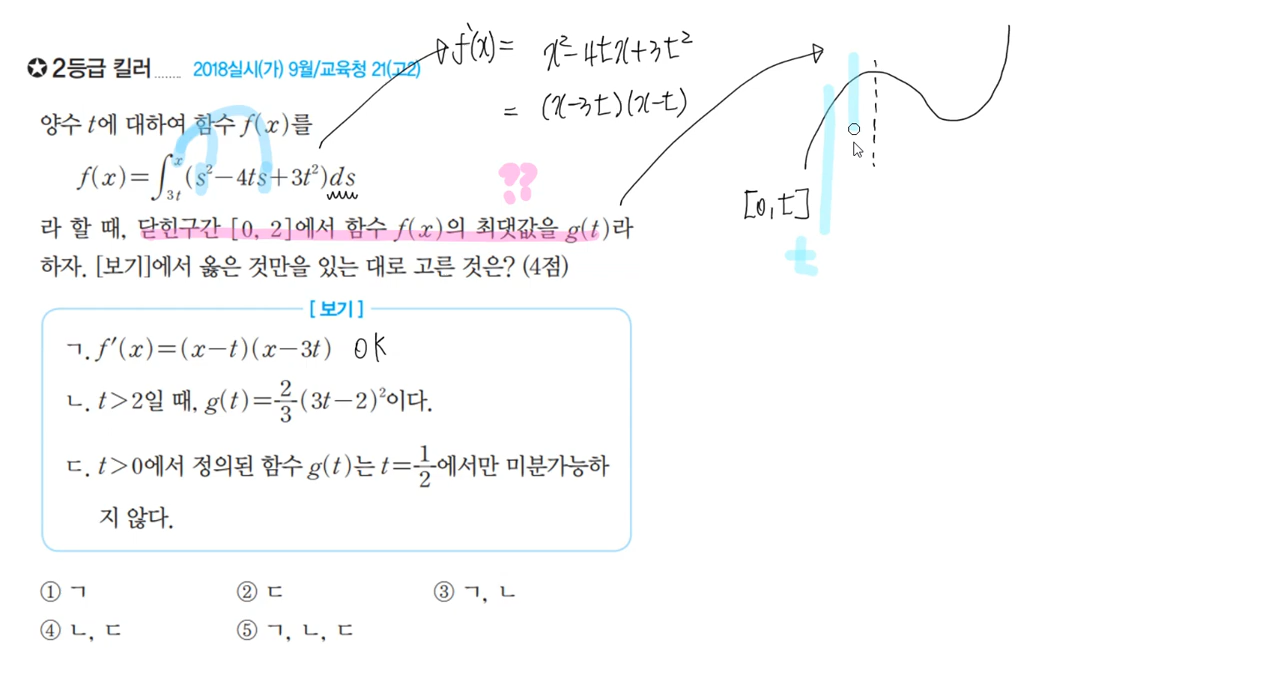 ✪ 2등급 킬러 ...... 2018실시(가) 9월/교육청 21(고2)
f'(x) = x² - 4tx + 3t²
= (x-3t)(x-t)
양수 t에 대하여 함수 f(x)를
f(x)=∫_{3t}^{x}(s²-4ts+3t²)ds
??
[0, t]
t
라 할 때, 닫힌구간 [0, 2]에서 함수 f(x)의 최댓값을 g(t)라
하자. [보기]에서 옳은 것만을 있는 대로 고른 것은? (4점)
[ 보기 ]
ㄱ. f'(x)=(x-t)(x-3t) OK
ㄴ. t>2일 때, g(t)=2/3(3t-2)²이다.
ㄷ. t>0에서 정의된 함수 g(t)는 t=1/2에서만 미분가능하
지 않다.
① ㄱ ② ㄷ ③ ㄱ, ㄴ
④ ㄴ, ㄷ ⑤ ㄱ, ㄴ, ㄷ